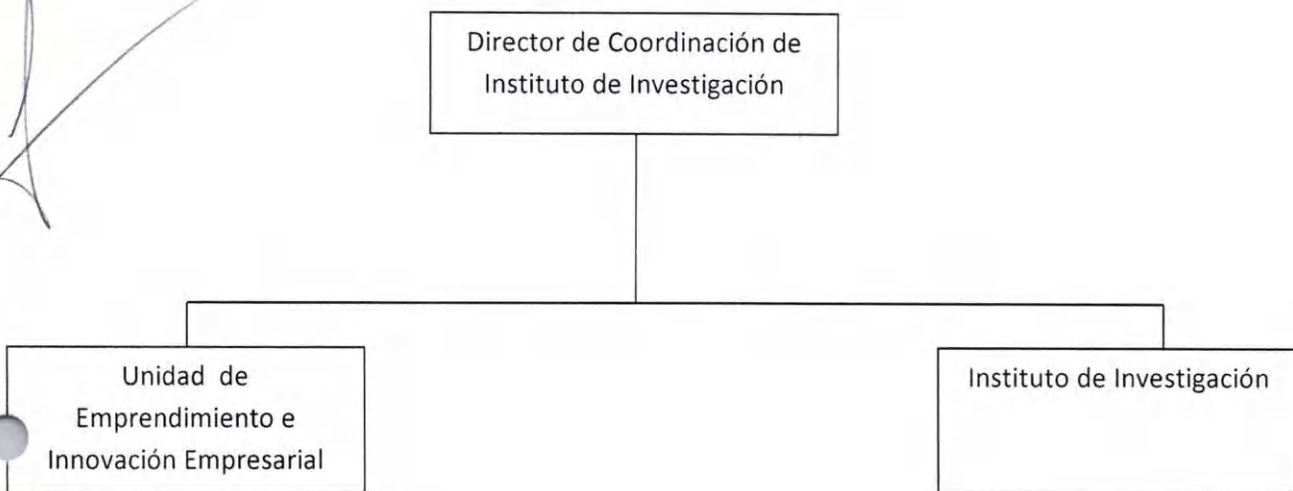 Director de Coordinación de
Instituto de Investigación
Unidad de
Emprendimiento e
Innovación Empresarial
Instituto de Investigación